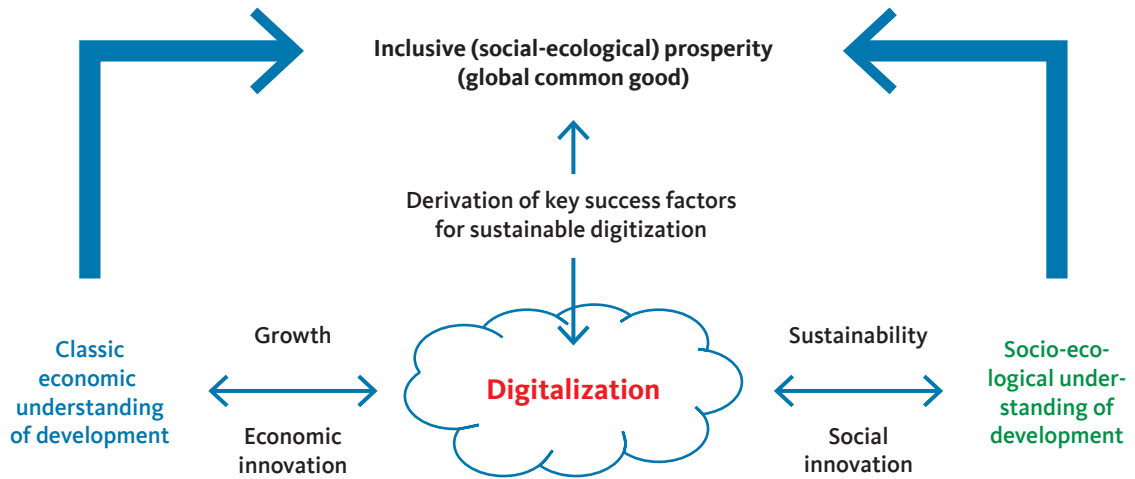 Inclusive (social-ecological) prosperity
(global common good)
Derivation of key success factors
for sustainable digitization
Classic
economic
understanding
of development
Growth
Economic
innovation
Digitalization
Sustainability
Social
innovation
Socio-eco-
logical under-
standing of
development